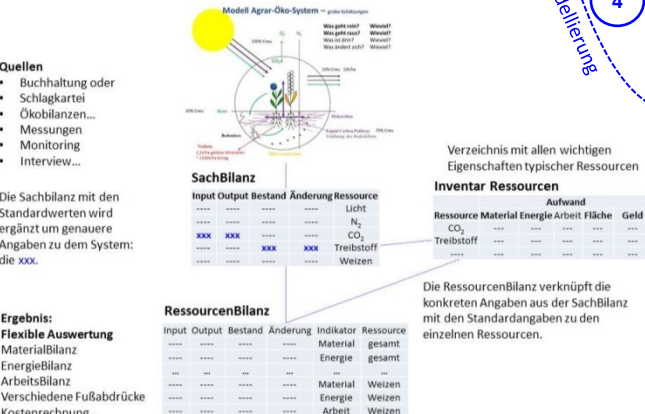 Modell Agrar-Öko-System – grobe Schätzungen
4
dellierung
Was geht rein? Wieviel?
Was geht raus? Wieviel?
Was ist drin? Wieviel?
Was ändert sich? Wieviel?
Quellen
• Buchhaltung oder
• Schlagkartei
• Ökobilanzen...
• Messungen
• Monitoring
• Interview...
Die Sachbilanz mit den
Standardwerten wird
ergänzt um genauere
Angaben zu dem System:
die xxx.
SachBilanz
Input Output Bestand Änderung Ressource
---- ---- ---- ---- Licht
---- ---- ---- ---- N2
xxx xxx CO2
---- ---- xxx xxx Treibstoff
---- ---- ---- ---- Weizen
Verzeichnis mit allen wichtigen
Eigenschaften typischer Ressourcen
Inventar Ressourcen
Aufwand
Ressource Material Energie Arbeit Fläche Geld
CO2 --- --- --- --- ---
Treibstoff --- --- --- --- ---
---- --- --- --- --- ---
Die RessourcenBilanz verknüpft die
konkreten Angaben aus der SachBilanz
mit den Standardangaben zu den
einzelnen Ressourcen.
Ergebnis:
Flexible Auswertung
MaterialBilanz
EnergieBilanz
ArbeitsBilanz
Verschiedene Fußabdrücke
Kostenrechnung
RessourcenBilanz
Input Output Bestand Änderung Indikator Ressource
---- ---- ---- ---- Material gesamt
---- ---- ---- ---- Energie gesamt
... ... ... ... ... ...
---- ---- ---- ---- Material Weizen
---- ---- ---- ---- Energie Weizen
---- ---- ---- ---- Arbeit Weizen